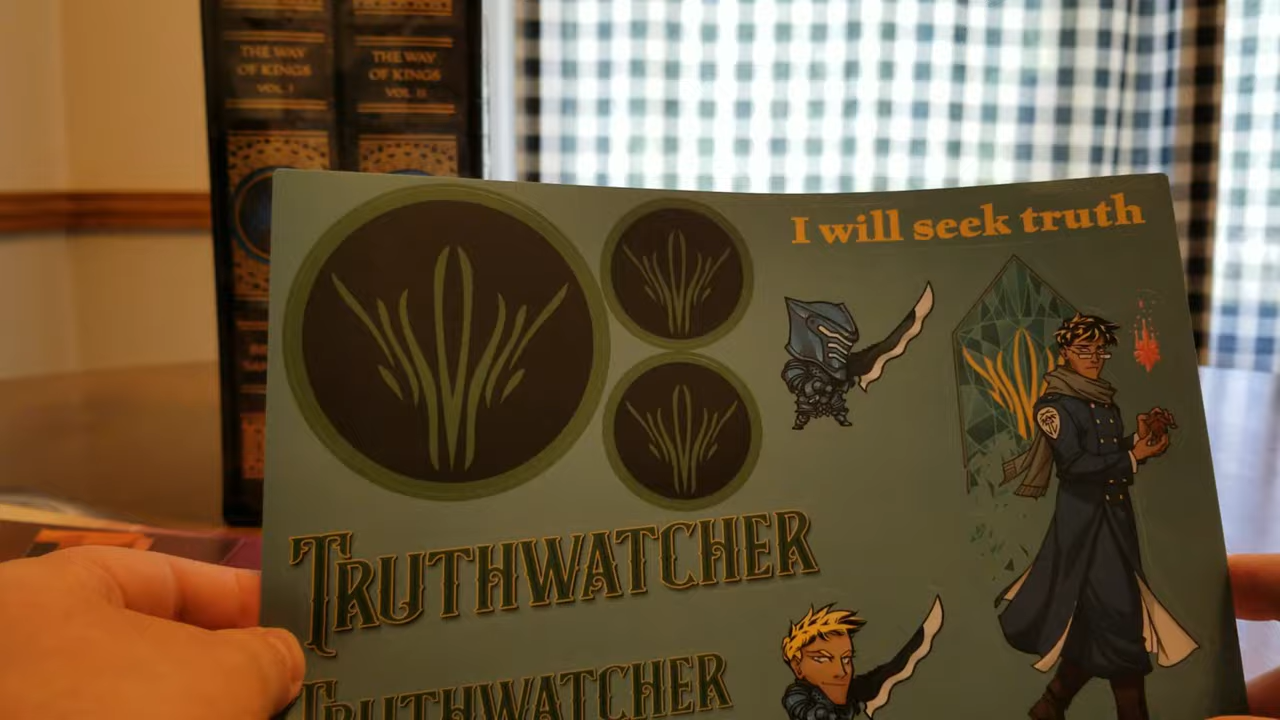 THE WAY
OF KINGS
VOL. I
THE WAY
OF KINGS
VOL. II
I will seek truth
TRUTHWATCHER
TRUTHWATCHER